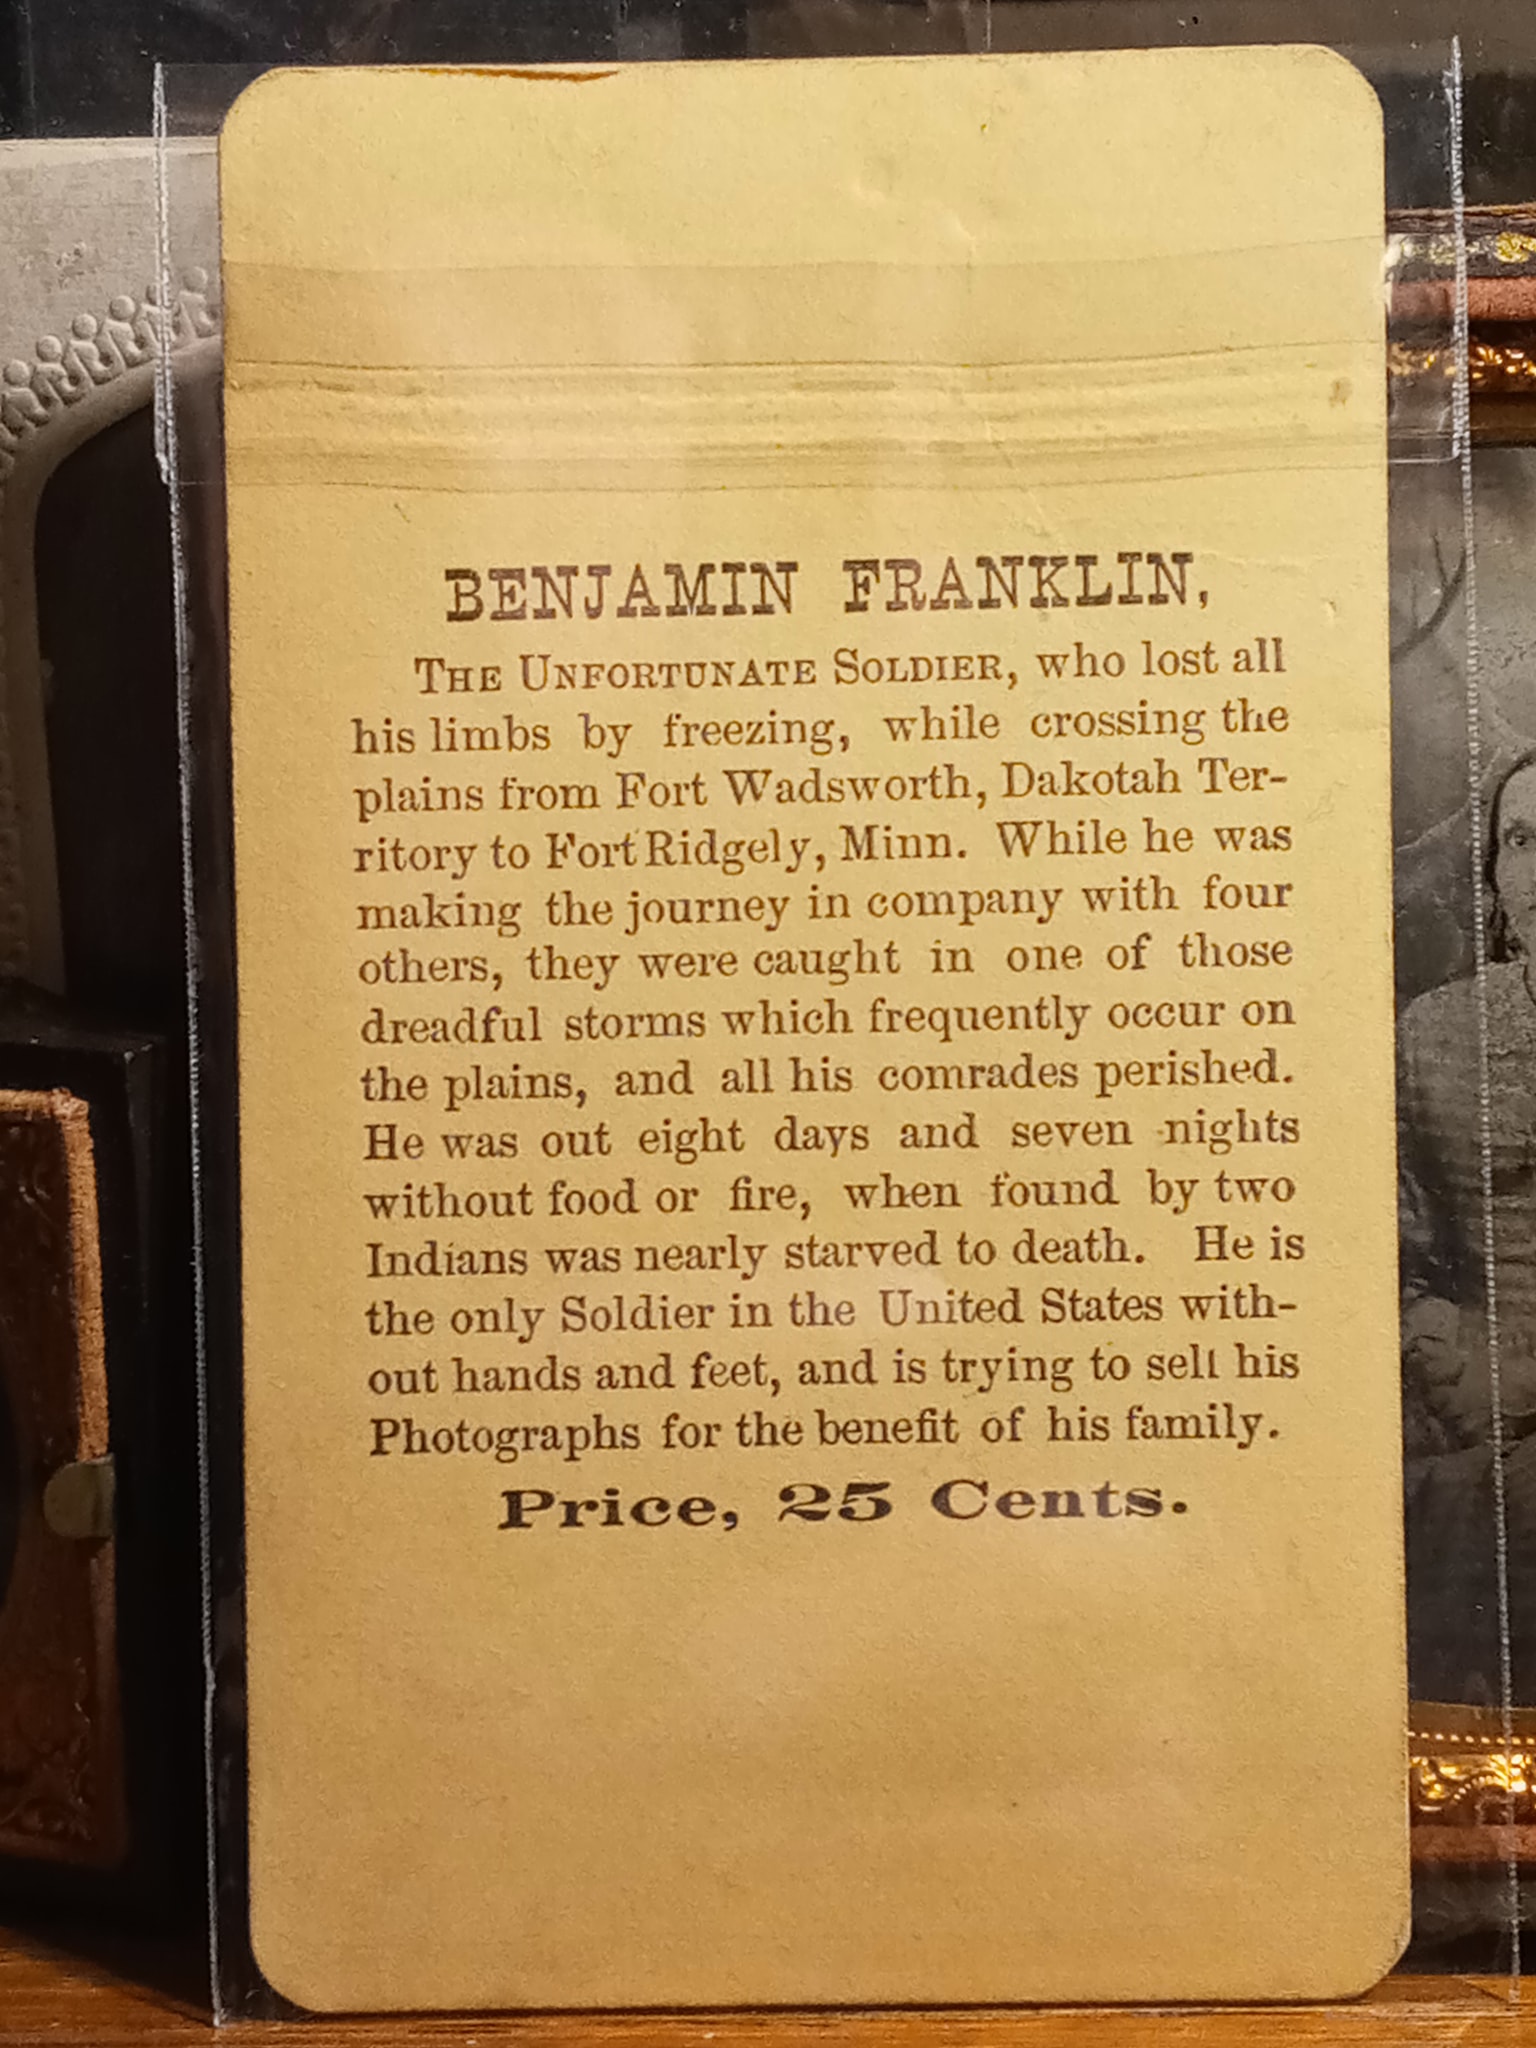 BENJAMIN FRANKLIN,
THE UNFORTUNATE SOLDIER, who lost all
his limbs by freezing, while crossing the
plains from Fort Wadsworth, Dakotah Ter-
ritory to Fort Ridgely, Minn. While he was
making the journey in company with four
others, they were caught in one of those
dreadful storms which frequently occur on
the plains, and all his comrades perished.
He was out eight days and seven nights
without food or fire, when found by two
Indians was nearly starved to death. He is
the only Soldier in the United States with-
out hands and feet, and is trying to sell his
Photographs for the benefit of his family.
Price, 25 Cents.